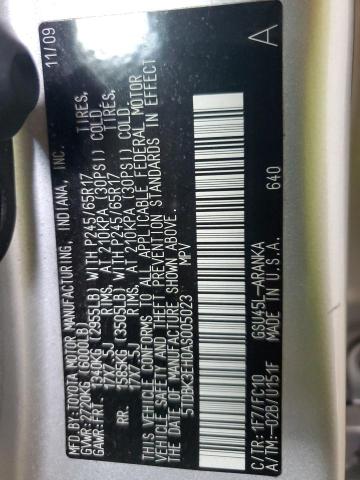 MFD. BY: TOYOTA MOTOR MANUFACTURING, INDIANA, INC. 11/09
GVWR: 2720KG (6000LB)
GAWR: FRT. 1340KG (2955LB) WITH P245/65R17 TIRES,
17X7.5J RIMS, AT 210KPA (30PSI) COLD.
RR. 1585KG (3505LB) WITH P245/65R17 TIRES,
17X7.5J RIMS, AT 210KPA (30PSI) COLD.
THIS VEHICLE CONFORMS TO ALL APPLICABLE FEDERAL MOTOR
VEHICLE SAFETY AND THEFT PREVENTION STANDARDS IN EFFECT
ON THE DATE OF MANUFACTURE SHOWN ABOVE.
5TDBK3EH0AS005023 MPV
C/TR: 1F7/FC10 GSU45L-ARANKA 640 A
A/TM: -02B/U151F MADE IN U.S.A.